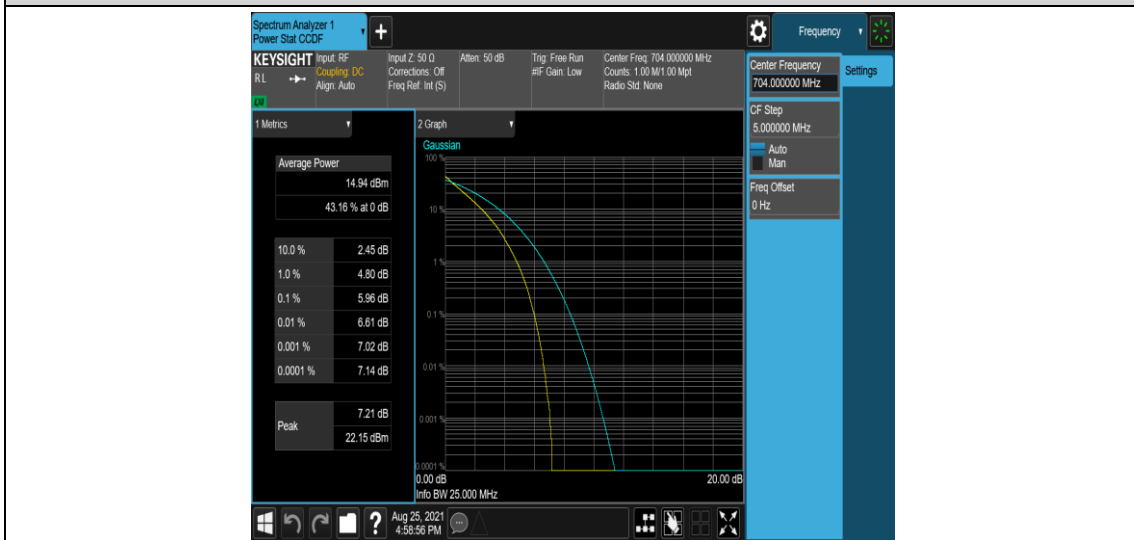 Spectrum Analyzer 1
Power Stat CCDF
+
Frequency
KEYSIGHT
RL
LXI
Input: RF
Coupling: DC
Align: Auto
Input Z: 50 Ω
Corrections: Off
Freq Ref: Int (S)
Atten: 50 dB
Trig: Free Run
#IF Gain: Low
Center Freq: 704.000000 MHz
Counts: 1.00 M/1.00 Mpt
Radio Std: None
Center Frequency
704.000000 MHz
Settings
CF Step
5.000000 MHz
Auto
Man
Freq Offset
0 Hz
1 Metrics
Average Power
14.94 dBm
43.16 % at 0 dB
10.0 % 2.45 dB
1.0 % 4.80 dB
0.1 % 5.96 dB
0.01 % 6.61 dB
0.001 % 7.02 dB
0.0001 % 7.14 dB
Peak 7.21 dB
22.15 dBm
2 Graph
Gaussian
100 %
10 %
1 %
0.1 %
0.01 %
0.001 %
0.0001 %
0.00 dB 20.00 dB
Info BW 25.000 MHz
?
Aug 25, 2021
4:58:56 PM